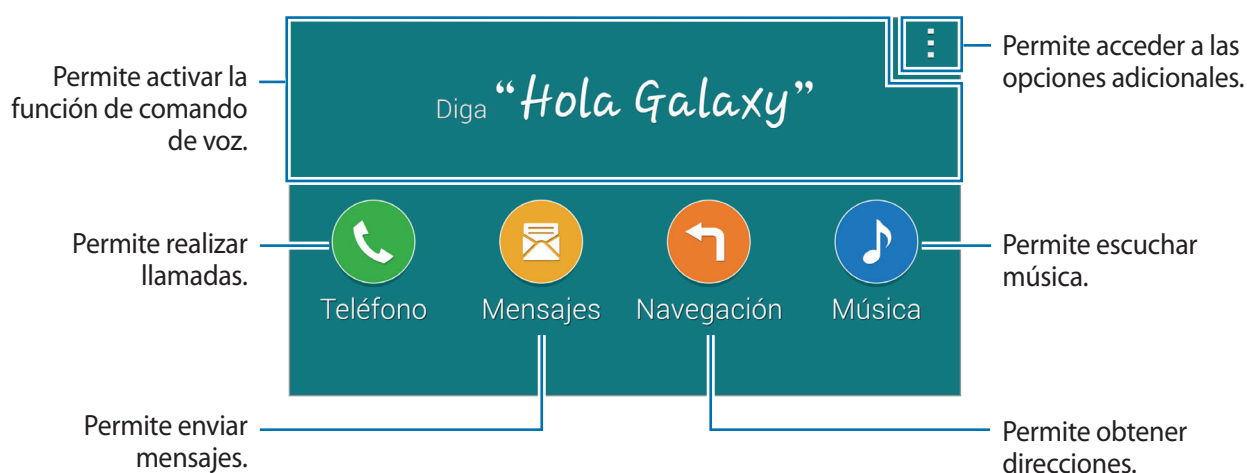 Permite activar la
función de comando
de voz.
Diga “Hola Galaxy”
Permite acceder a las
opciones adicionales.
Permite realizar
llamadas.
Teléfono
Mensajes
Navegación
Música
Permite escuchar
música.
Permite enviar
mensajes.
Permite obtener
direcciones.